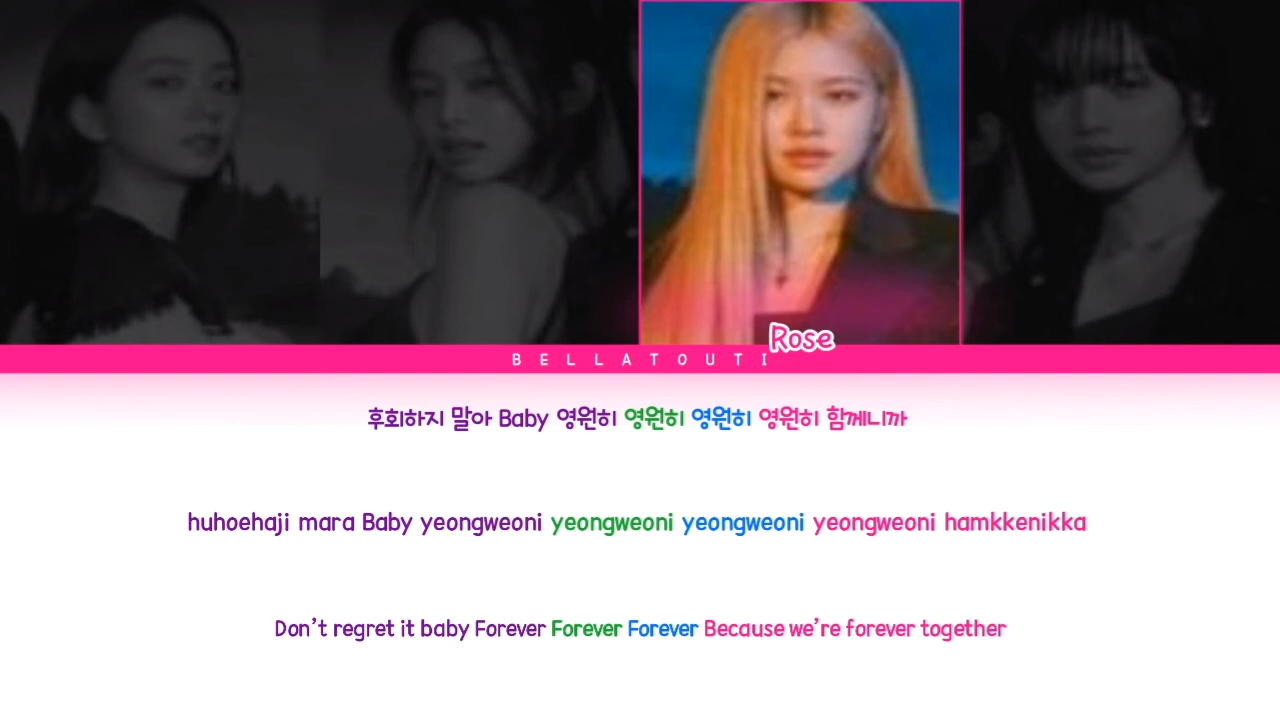 Rose
BELLATOUTI
후회하지 말아 Baby 영원히 영원히 영원히 영원히 함께니까
huhoehaji mara Baby yeongweoni yeongweoni yeongweoni yeongweoni hamkkenikka
Don't regret it baby Forever Forever Forever Because we're forever together